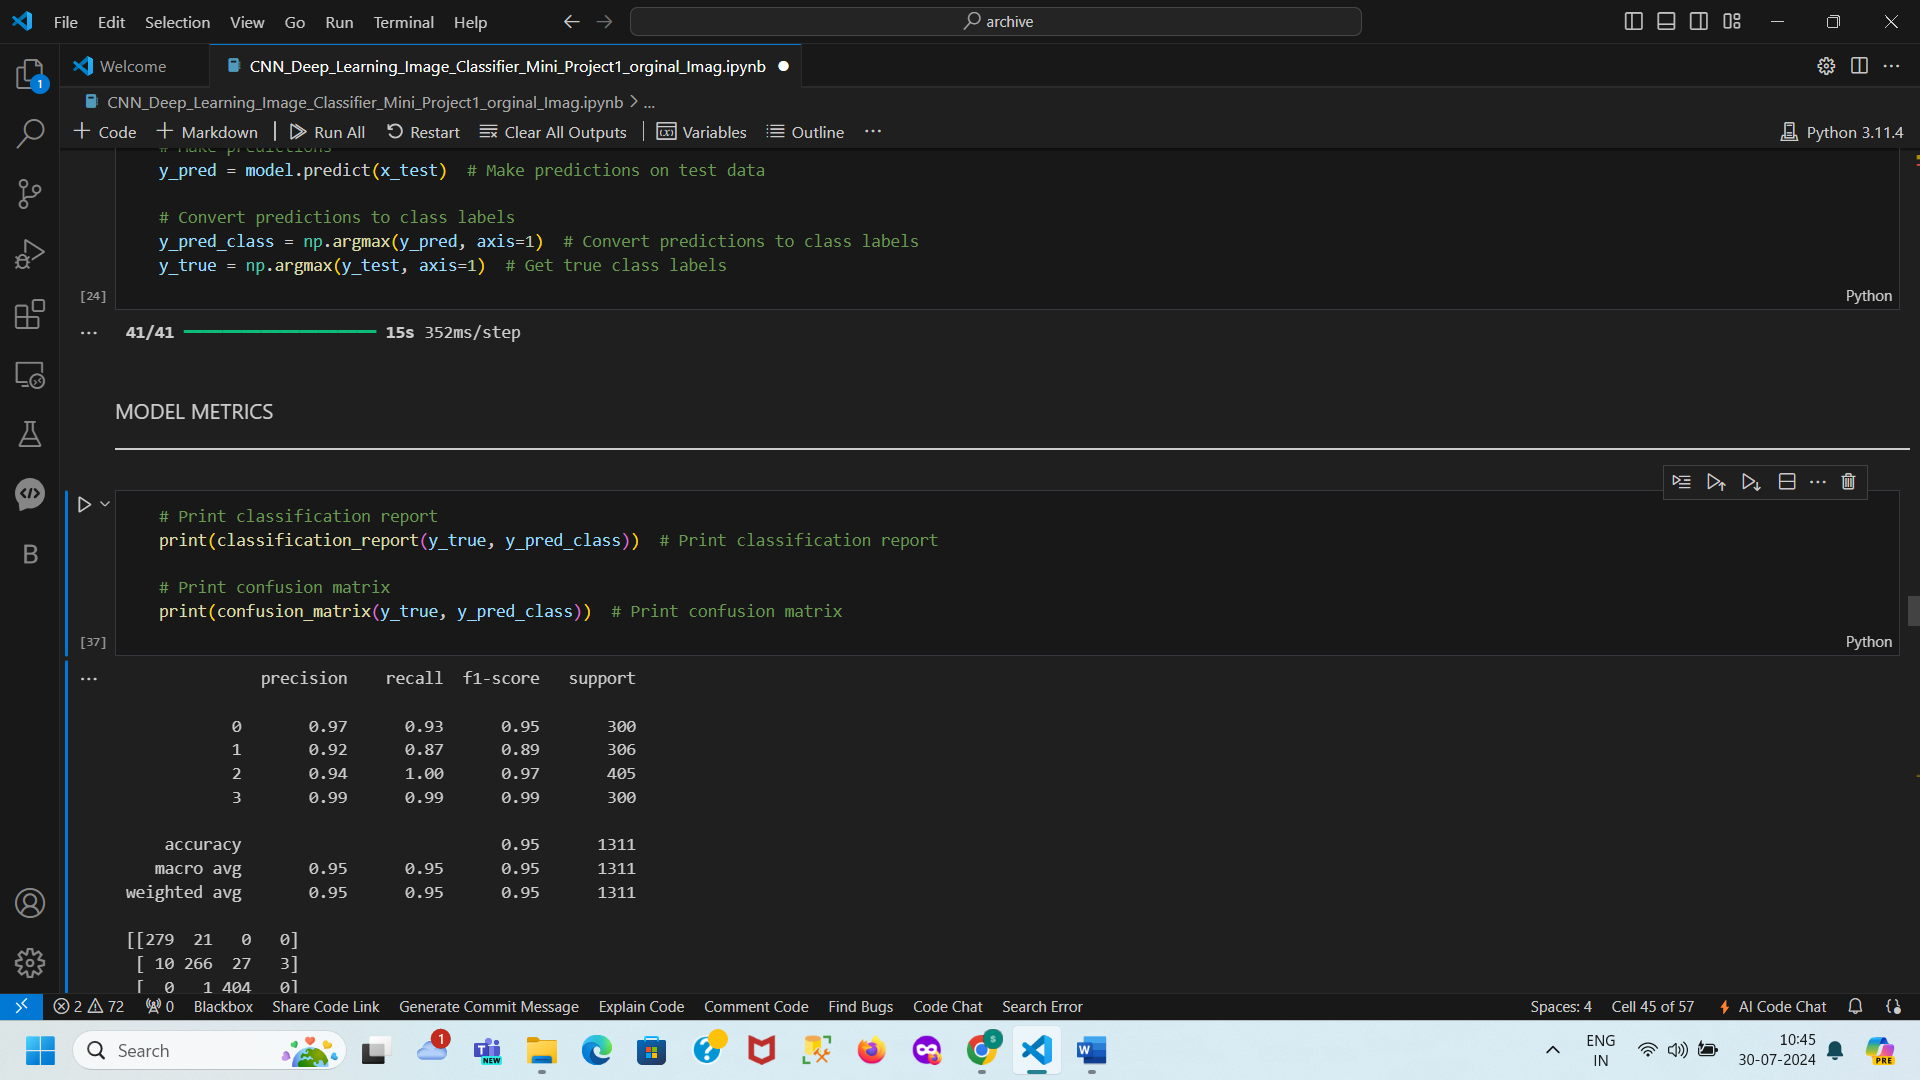 File Edit Selection View Go Run Terminal Help
archive
Welcome
CNN_Deep_Learning_Image_Classifier_Mini_Project1_orginal_Imag.ipynb
1
CNN_Deep_Learning_Image_Classifier_Mini_Project1_orginal_Imag.ipynb > ...
Code Markdown Run All Restart Clear All Outputs Variables Outline ...
Python 3.11.4
# Make predictions
y_pred = model.predict(x_test)  # Make predictions on test data
# Convert predictions to class labels
y_pred_class = np.argmax(y_pred, axis=1)  # Convert predictions to class labels
y_true = np.argmax(y_test, axis=1)  # Get true class labels
[24]
Python
41/41 15s 352ms/step
MODEL METRICS
# Print classification report
print(classification_report(y_true, y_pred_class))  # Print classification report
# Print confusion matrix
print(confusion_matrix(y_true, y_pred_class))  # Print confusion matrix
[37]
Python
precision recall f1-score support
0 0.97 0.93 0.95 300
1 0.92 0.87 0.89 306
2 0.94 1.00 0.97 405
3 0.99 0.99 0.99 300
accuracy 0.95 1311
macro avg 0.95 0.95 0.95 1311
weighted avg 0.95 0.95 0.95 1311
[[279 21 0 0]
[ 10 266 27 3]
[ 0 1 404 0]
B
2 72 0 Blackbox Share Code Link Generate Commit Message Explain Code Comment Code Find Bugs Code Chat Search Error
Spaces: 4 Cell 45 of 57 AI Code Chat
Search
1
NEW
ENG
IN
10:45
30-07-2024
PRE